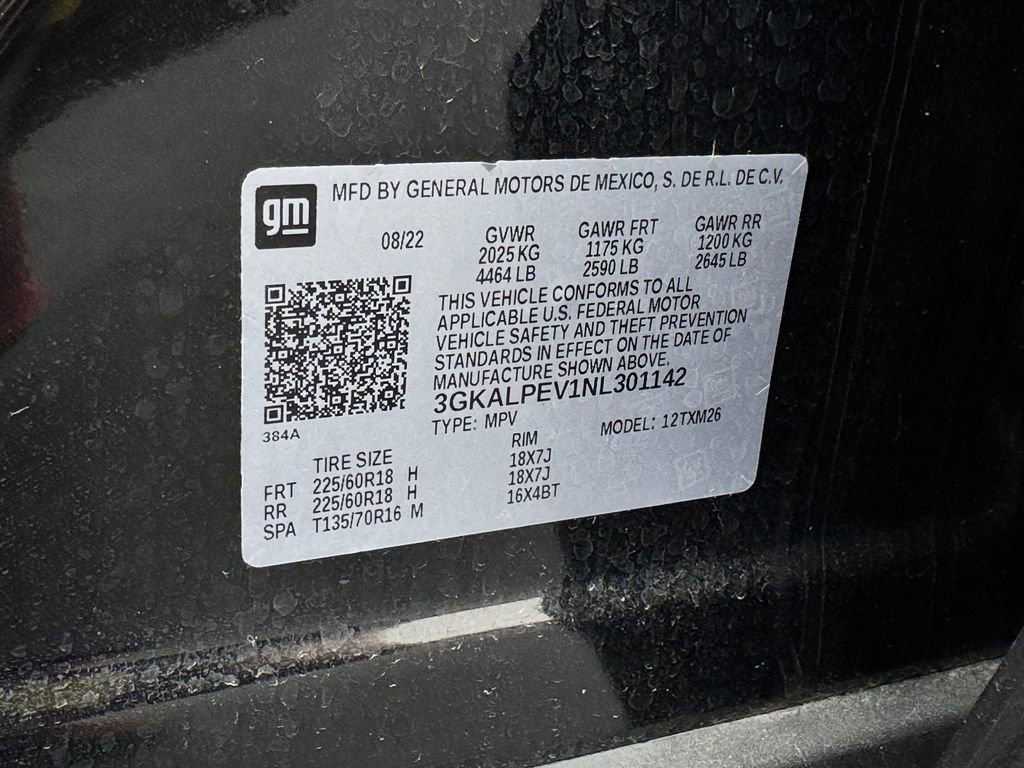 gm
MFD BY GENERAL MOTORS DE MEXICO, S. DE R.L. DE C.V.
08/22 GVWR GAWR FRT GAWR RR
2025 KG 1175 KG 1200 KG
4464 LB 2590 LB 2645 LB
THIS VEHICLE CONFORMS TO ALL
APPLICABLE U.S. FEDERAL MOTOR
VEHICLE SAFETY AND THEFT PREVENTION
STANDARDS IN EFFECT ON THE DATE OF
MANUFACTURE SHOWN ABOVE.
3GKALPEV1NL301142
384A
TYPE: MPV MODEL: 12TXM26
TIRE SIZE RIM
FRT 225/60R18 H 18X7J
RR 225/60R18 H 18X7J
SPA T135/70R16 M 16X4BT